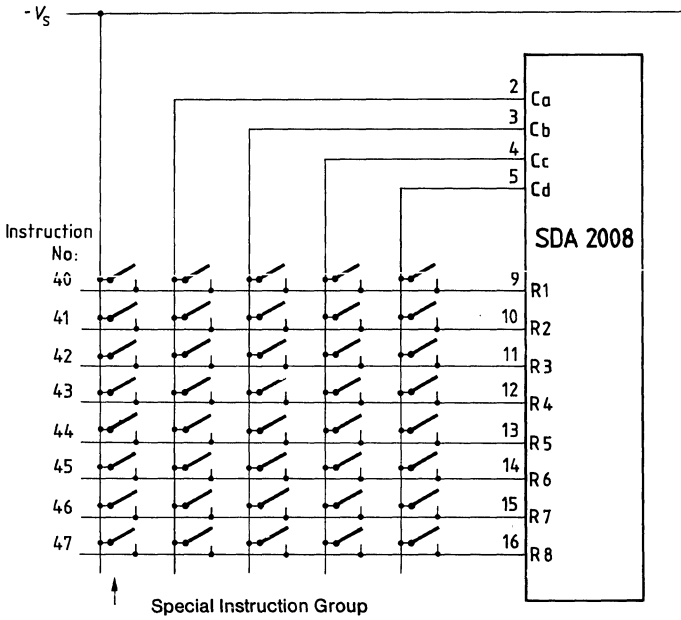 -Vs
2 Ca
3 Cb
4 Cc
5 Cd
SDA 2008
Instruction
No:
40 9 R1
41 10 R2
42 11 R3
43 12 R4
44 13 R5
45 14 R6
46 15 R7
47 16 R8
Special Instruction Group